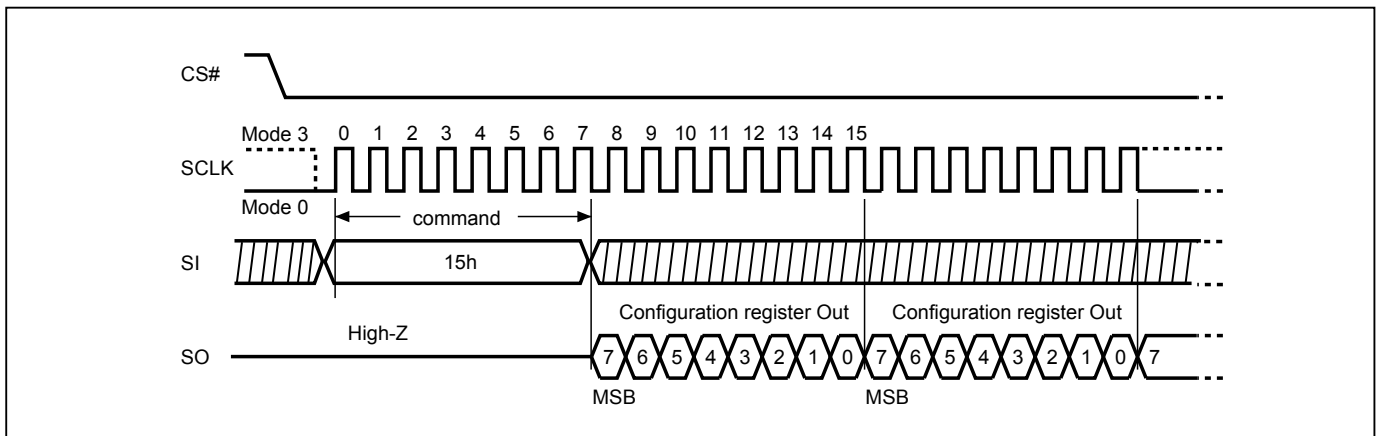 CS#
Mode 3 0 1 2 3 4 5 6 7 8 9 10 11 12 13 14 15
SCLK
Mode 0
command
SI 15h
Configuration register Out Configuration register Out
High-Z
SO 7 6 5 4 3 2 1 0 7 6 5 4 3 2 1 0 7
MSB MSB